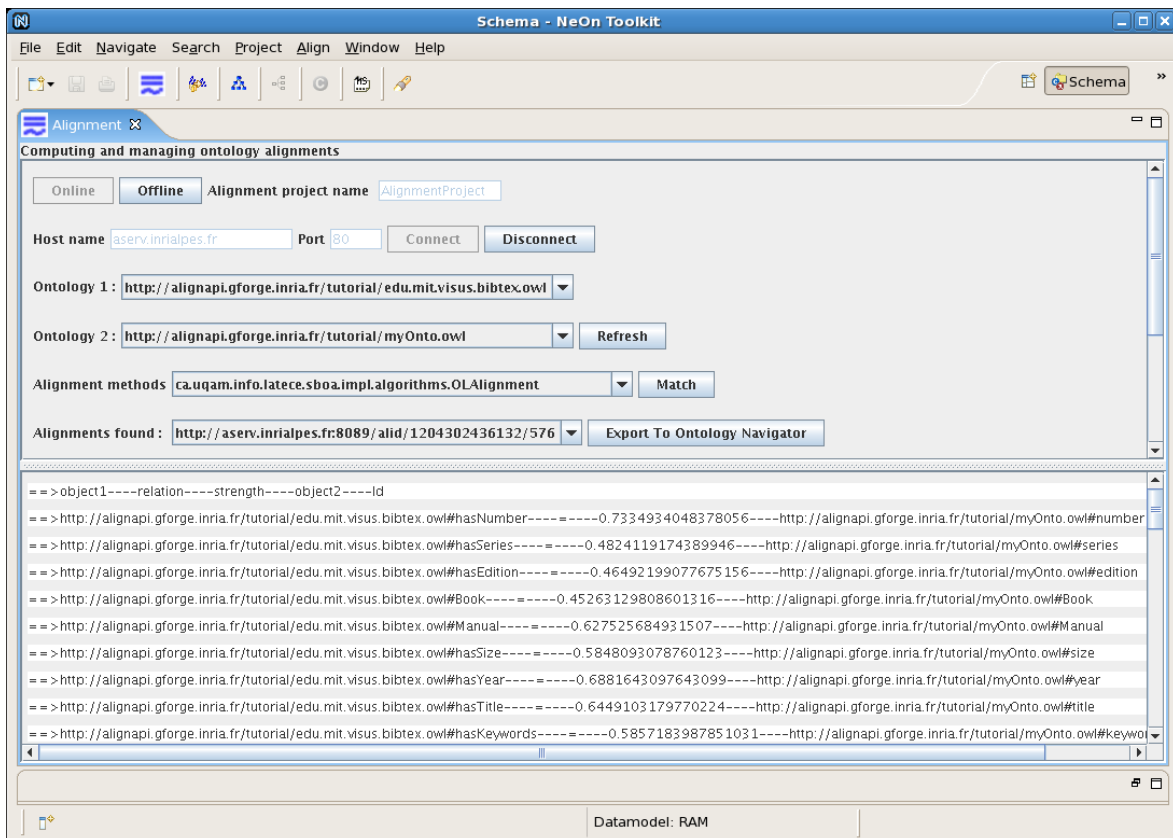 Schema - NeOn Toolkit
File Edit Navigate Search Project Align Window Help
Schema »
Alignment
Computing and managing ontology alignments
Online Offline Alignment project name AlignmentProject
Host name aserv.inrialpes.fr Port 80 Connect Disconnect
Ontology 1 : http://alignapi.gforge.inria.fr/tutorial/edu.mit.visus.bibtex.owl
Ontology 2 : http://alignapi.gforge.inria.fr/tutorial/myOnto.owl Refresh
Alignment methods ca.uqam.info.latece.sboa.impl.algorithms.OLAlignment Match
Alignments found : http://aserv.inrialpes.fr:8089/alid/1204302436132/576 Export To Ontology Navigator
==>object1----relation----strength----object2----Id
==>http://alignapi.gforge.inria.fr/tutorial/edu.mit.visus.bibtex.owl#hasNumber----=----0.7334934048378056----http://alignapi.gforge.inria.fr/tutorial/myOnto.owl#number
==>http://alignapi.gforge.inria.fr/tutorial/edu.mit.visus.bibtex.owl#hasSeries----=----0.4824119174389946----http://alignapi.gforge.inria.fr/tutorial/myOnto.owl#series
==>http://alignapi.gforge.inria.fr/tutorial/edu.mit.visus.bibtex.owl#hasEdition----=----0.46492199077675156----http://alignapi.gforge.inria.fr/tutorial/myOnto.owl#edition
==>http://alignapi.gforge.inria.fr/tutorial/edu.mit.visus.bibtex.owl#Book----=----0.45263129808601316----http://alignapi.gforge.inria.fr/tutorial/myOnto.owl#Book
==>http://alignapi.gforge.inria.fr/tutorial/edu.mit.visus.bibtex.owl#Manual----=----0.627525684931507----http://alignapi.gforge.inria.fr/tutorial/myOnto.owl#Manual
==>http://alignapi.gforge.inria.fr/tutorial/edu.mit.visus.bibtex.owl#hasSize----=----0.5848093078760123----http://alignapi.gforge.inria.fr/tutorial/myOnto.owl#size
==>http://alignapi.gforge.inria.fr/tutorial/edu.mit.visus.bibtex.owl#hasYear----=----0.6881643097643099----http://alignapi.gforge.inria.fr/tutorial/myOnto.owl#year
==>http://alignapi.gforge.inria.fr/tutorial/edu.mit.visus.bibtex.owl#hasTitle----=----0.6449103179770224----http://alignapi.gforge.inria.fr/tutorial/myOnto.owl#title
==>http://alignapi.gforge.inria.fr/tutorial/edu.mit.visus.bibtex.owl#hasKeywords----=----0.5857183987851031----http://alignapi.gforge.inria.fr/tutorial/myOnto.owl#keywor
Datamodel: RAM